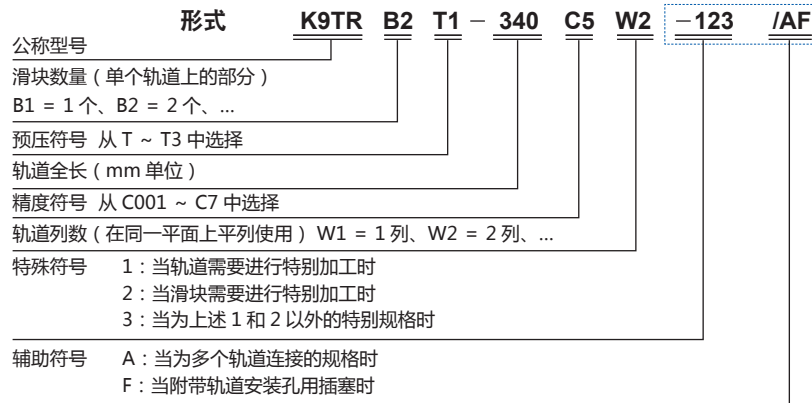 形式 K9TR B2 T1 – 340 C5 W2 –123 /AF
公称型号
滑块数量 ( 单个轨道上的部分 )
B1 = 1 个、B2 = 2 个、...
预压符号 从 T ~ T3 中选择
轨道全长 ( mm 单位 )
精度符号 从 C001 ~ C7 中选择
轨道列数 ( 在同一平面上平列使用 ) W1 = 1 列、W2 = 2 列、...
特殊符号 1 : 当轨道需要进行特别加工时
2 : 当滑块需要进行特别加工时
3 : 当为上述 1 和 2 以外的特别规格时
辅助符号 A : 当为多个轨道连接的规格时
F : 当附带轨道安装孔用插塞时